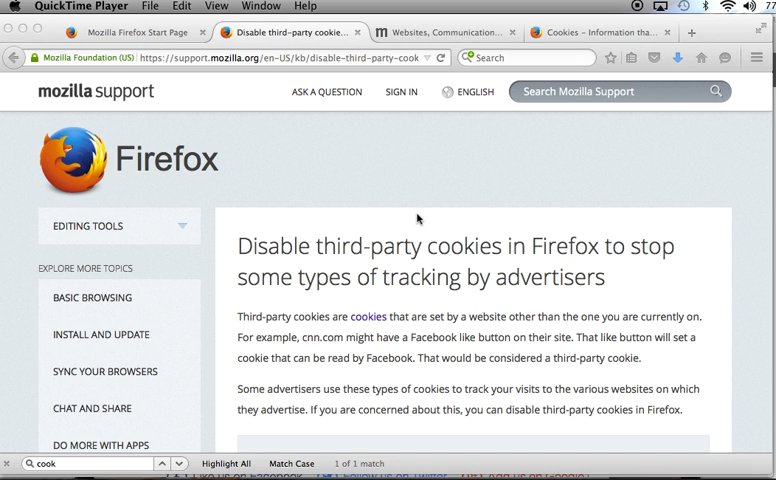 QuickTime Player File Edit View Window Help 77
Mozilla Firefox Start Page × Disable third-party cookie... × Websites, Communication... × Cookies – Information tha... × +
Mozilla Foundation (US) https://support.mozilla.org/en-US/kb/disable-third-party-cook Search
mozilla support ASK A QUESTION SIGN IN ENGLISH Search Mozilla Support
Firefox
EDITING TOOLS
EXPLORE MORE TOPICS
BASIC BROWSING
INSTALL AND UPDATE
SYNC YOUR BROWSERS
CHAT AND SHARE
DO MORE WITH APPS
Disable third-party cookies in Firefox to stop
some types of tracking by advertisers
Third-party cookies are cookies that are set by a website other than the one you are currently on.
For example, cnn.com might have a Facebook like button on their site. That like button will set a
cookie that can be read by Facebook. That would be considered a third-party cookie.
Some advertisers use these types of cookies to track your visits to the various websites on which
they advertise. If you are concerned about this, you can disable third-party cookies in Firefox.
cook Highlight All Match Case 1 of 1 match